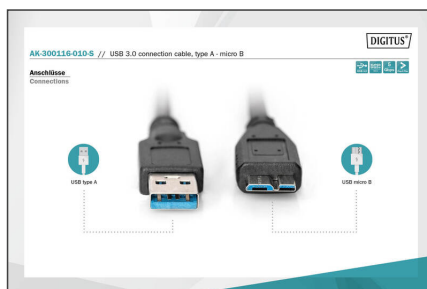 DIGITUS®
AK-300116-010-S // USB 3.0 connection cable, type A - micro B
Anschlüsse
Connections
USB type A
USB micro B